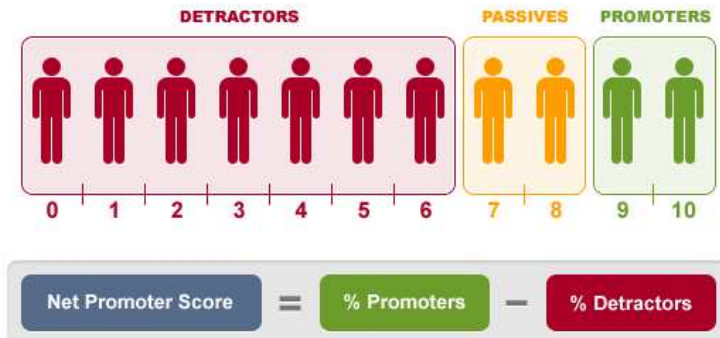 DETRACTORS PASSIVES PROMOTERS
0 1 2 3 4 5 6 7 8 9 10
Net Promoter Score = % Promoters − % Detractors